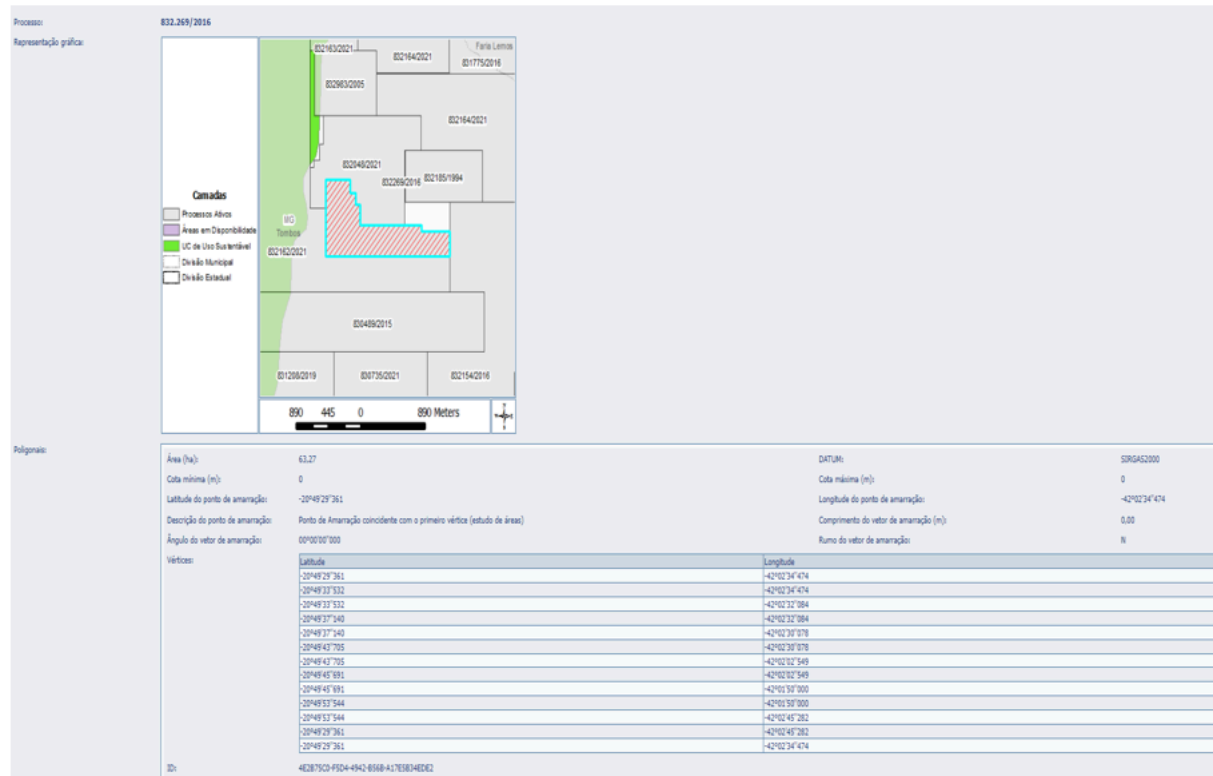 Processo: 832.269/2016
Representação gráfica:
832163/2021
Faria Lemos
832164/2021
831775/2016
832963/2005
832164/2021
832048/2021
832269/2016
832185/1994
Camadas
Processos Ativos
Áreas em Disponibilidade
UC de Uso Sustentável
Divisão Municipal
Divisão Estadual
MG
Tombos
832162/2021
830489/2015
831208/2019
830735/2021
832154/2016
890 445 0 890 Meters
Poligonais:
Área (ha): 63,27 DATUM: SIRGAS2000
Cota mínima (m): 0 Cota máxima (m): 0
Latitude do ponto de amarração: -20°49'29"361 Longitude do ponto de amarração: -42°02'34"474
Descrição do ponto de amarração: Ponto de Amarração coincidente com o primeiro vértice (estudo de áreas) Comprimento do vetor de amarração (m): 0,00
Ângulo do vetor de amarração: 00°00'00"000 Rumo do vetor de amarração: N
Vértices: Latitude Longitude
-20°49'29"361 -42°02'34"474
-20°49'33"532 -42°02'34"474
-20°49'33"532 -42°02'32"084
-20°49'37"140 -42°02'32"084
-20°49'37"140 -42°02'30"078
-20°49'43"705 -42°02'30"078
-20°49'43"705 -42°02'02"549
-20°49'45"691 -42°02'02"549
-20°49'45"691 -42°01'50"000
-20°49'53"544 -42°01'50"000
-20°49'53"544 -42°02'45"282
-20°49'29"361 -42°02'45"282
-20°49'29"361 -42°02'34"474
ID: 4E2B75C0-F5D4-4942-B56B-A17E5B34EDE2